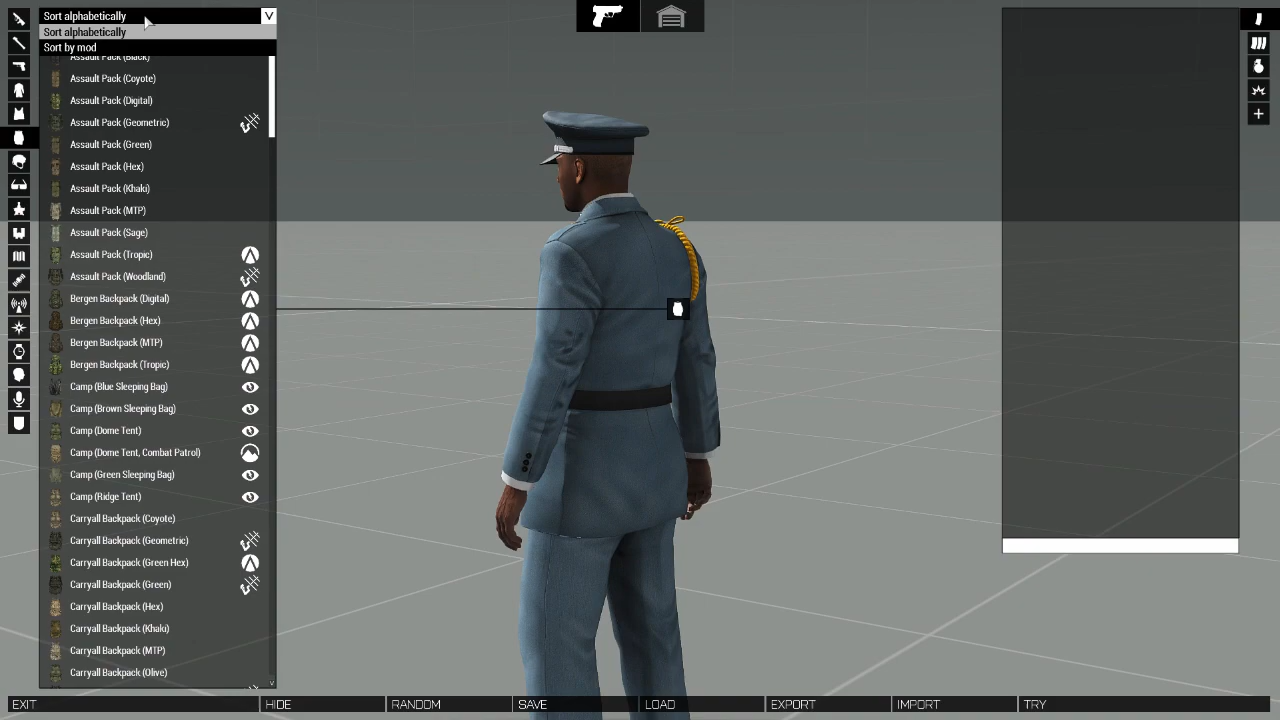 Sort alphabetically
V
Sort alphabetically
Sort by mod
Assault Pack (Black)
Assault Pack (Coyote)
Assault Pack (Digital)
Assault Pack (Geometric)
Assault Pack (Green)
Assault Pack (Hex)
Assault Pack (Khaki)
Assault Pack (MTP)
Assault Pack (Sage)
Assault Pack (Tropic)
Assault Pack (Woodland)
Bergen Backpack (Digital)
Bergen Backpack (Hex)
Bergen Backpack (MTP)
Bergen Backpack (Tropic)
Camp (Blue Sleeping Bag)
Camp (Brown Sleeping Bag)
Camp (Dome Tent)
Camp (Dome Tent, Combat Patrol)
Camp (Green Sleeping Bag)
Camp (Ridge Tent)
Carryall Backpack (Coyote)
Carryall Backpack (Geometric)
Carryall Backpack (Green Hex)
Carryall Backpack (Green)
Carryall Backpack (Hex)
Carryall Backpack (Khaki)
Carryall Backpack (MTP)
Carryall Backpack (Olive)
EXIT
HIDE
RANDOM
SAVE
LOAD
EXPORT
IMPORT
TRY